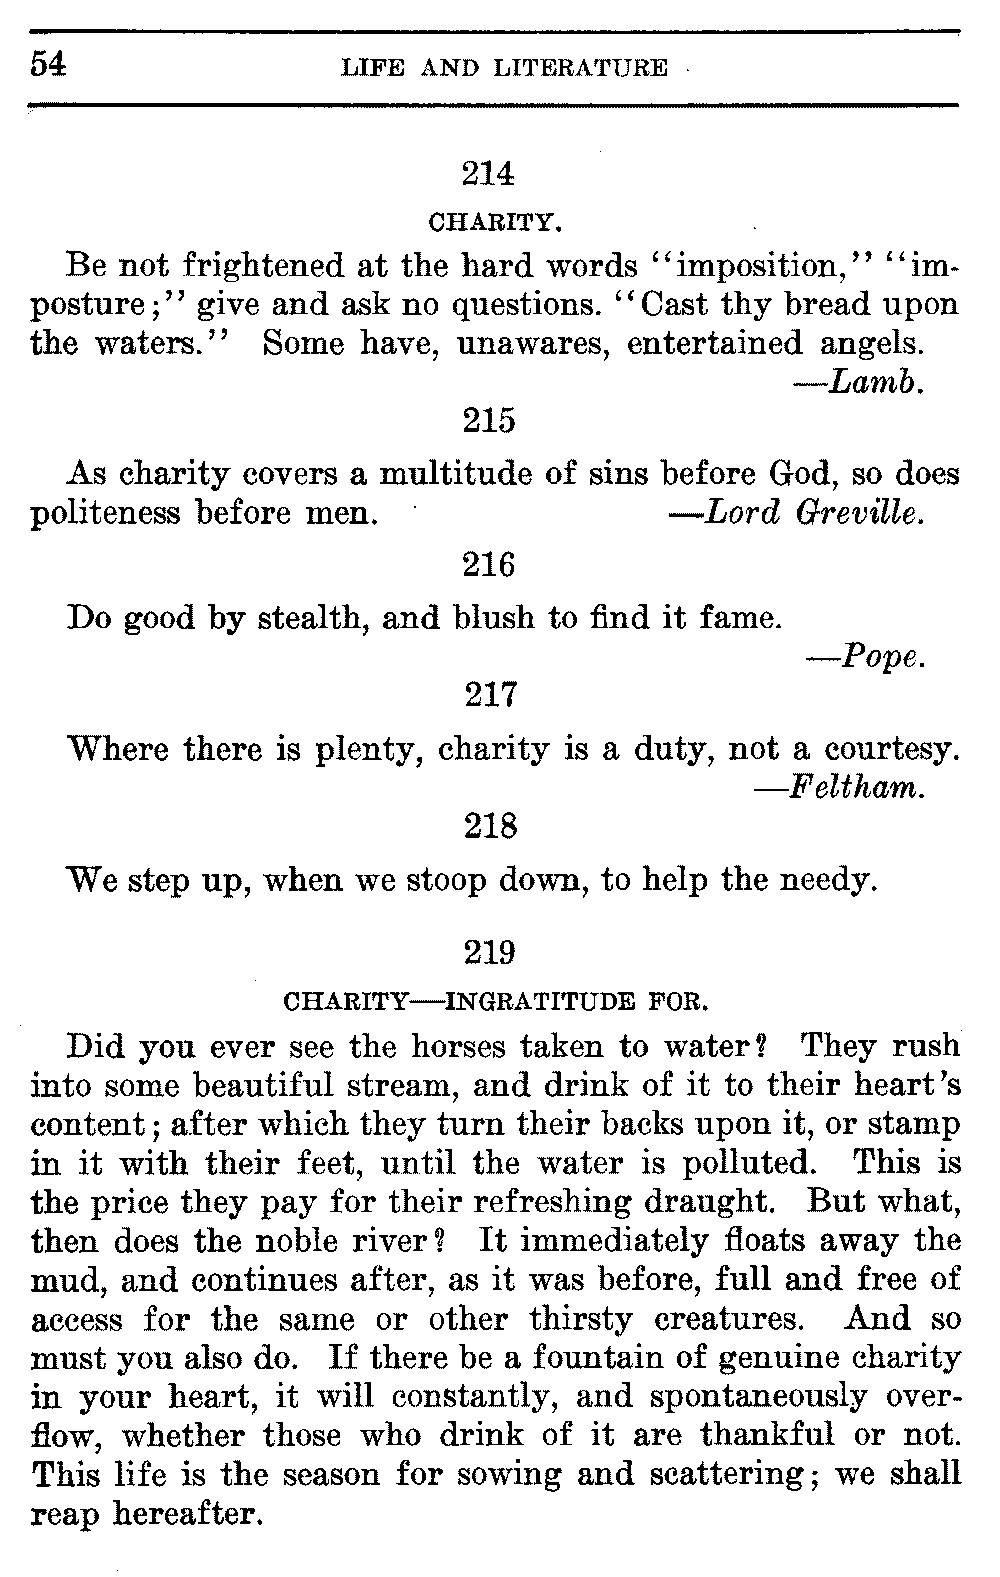 54 LIFE AND LITERATURE
214
CHARITY.
Be not frightened at the hard words "imposition," "im-
posture;" give and ask no questions. "Cast thy bread upon
the waters." Some have, unawares, entertained angels.
—Lamb.
215
As charity covers a multitude of sins before God, so does
politeness before men. —Lord Greville.
216
Do good by stealth, and blush to find it fame.
—Pope.
217
Where there is plenty, charity is a duty, not a courtesy.
—Feltham.
218
We step up, when we stoop down, to help the needy.
219
CHARITY—INGRATITUDE FOR.
Did you ever see the horses taken to water? They rush
into some beautiful stream, and drink of it to their heart's
content; after which they turn their backs upon it, or stamp
in it with their feet, until the water is polluted. This is
the price they pay for their refreshing draught. But what,
then does the noble river? It immediately floats away the
mud, and continues after, as it was before, full and free of
access for the same or other thirsty creatures. And so
must you also do. If there be a fountain of genuine charity
in your heart, it will constantly, and spontaneously over-
flow, whether those who drink of it are thankful or not.
This life is the season for sowing and scattering; we shall
reap hereafter.